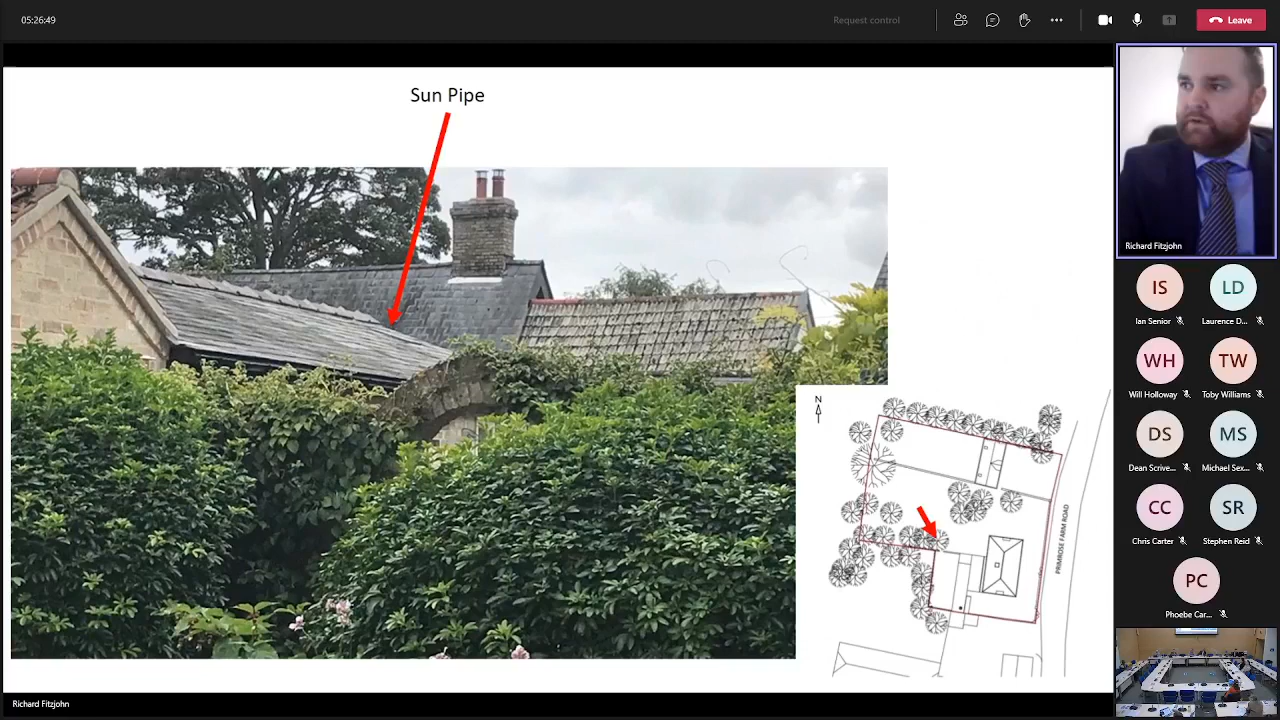 05:26:49
Request control
Leave
Sun Pipe
Richard Fitzjohn
IS
LD
Ian Senior
Laurence D...
WH
TW
Will Holloway
Toby Williams
DS
MS
Dean Scrive...
Michael Sex...
CC
SR
Chris Carter
Stephen Reid
PC
Phoebe Car...
N
PRIMROSE FARM ROAD
Richard Fitzjohn